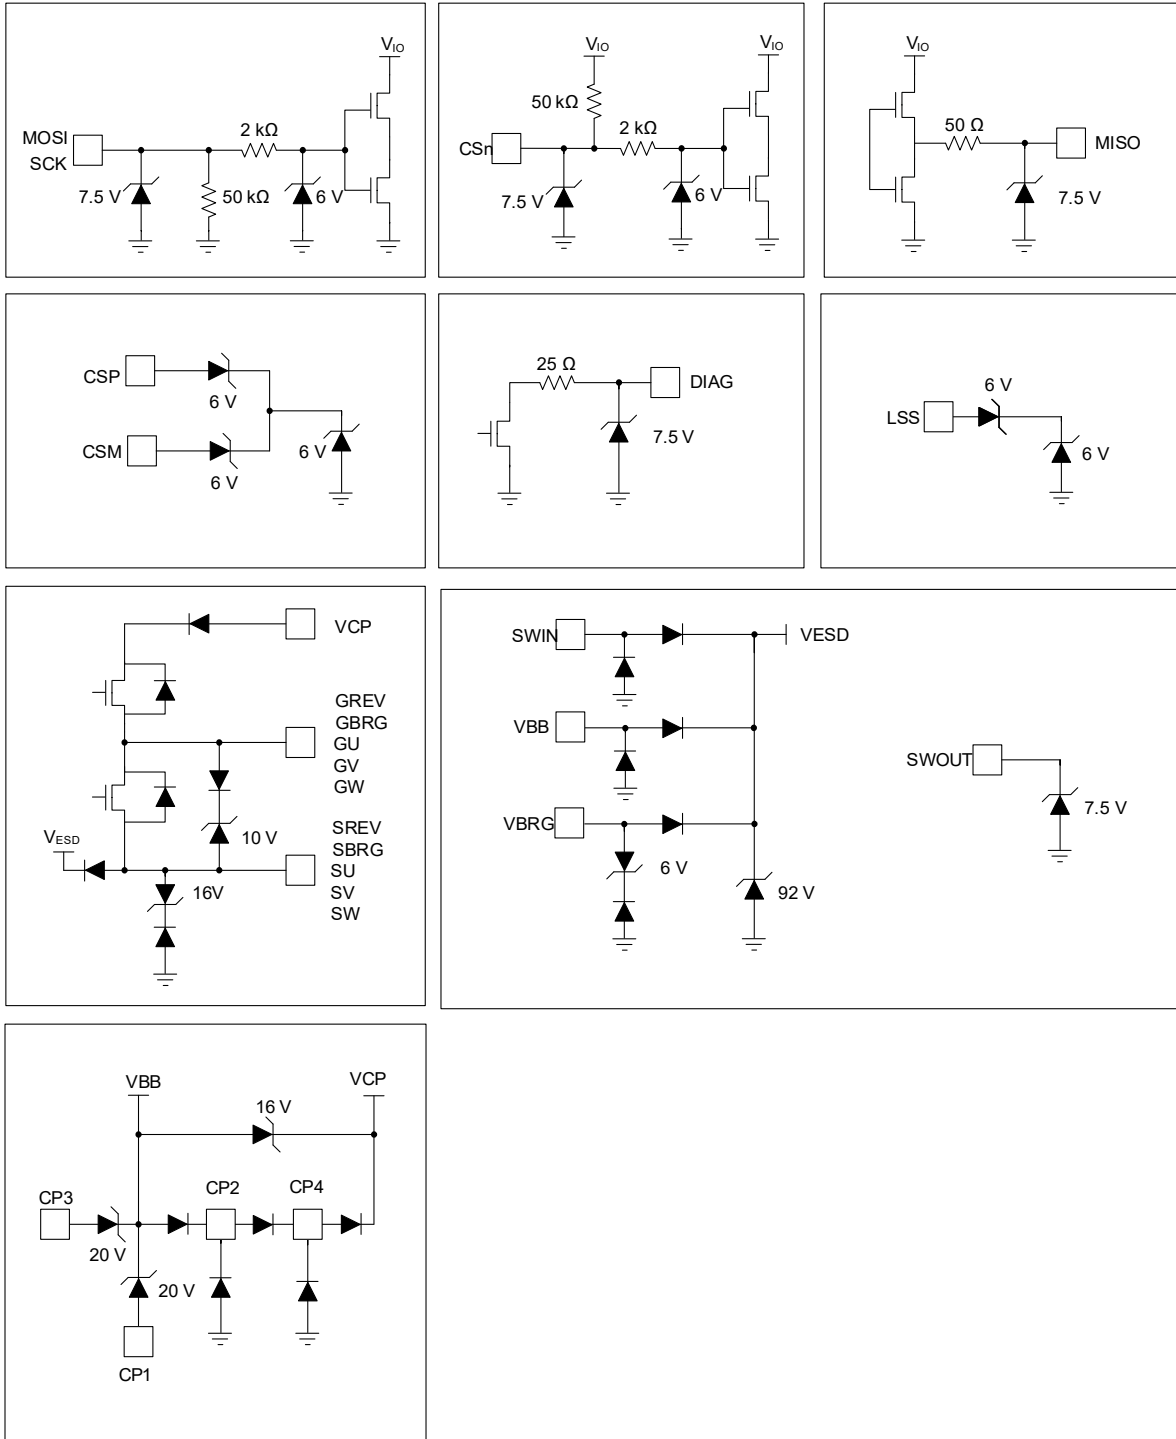 MOSI
SCK
7.5 V
50 kΩ
2 kΩ
6 V
VIO
CSn
VIO
50 kΩ
2 kΩ
7.5 V
6 V
VIO
VIO
50 Ω
MISO
7.5 V
CSP
6 V
CSM
6 V
6 V
25 Ω
DIAG
7.5 V
LSS
6 V
6 V
VCP
GREV
GBRG
GU
GV
GW
10 V
SREV
SBRG
SU
SV
SW
VESD
16V
SWIN
VESD
VBB
VBRG
6 V
92 V
SWOUT
7.5 V
VBB
VCP
16 V
CP3
CP2
CP4
20 V
20 V
CP1